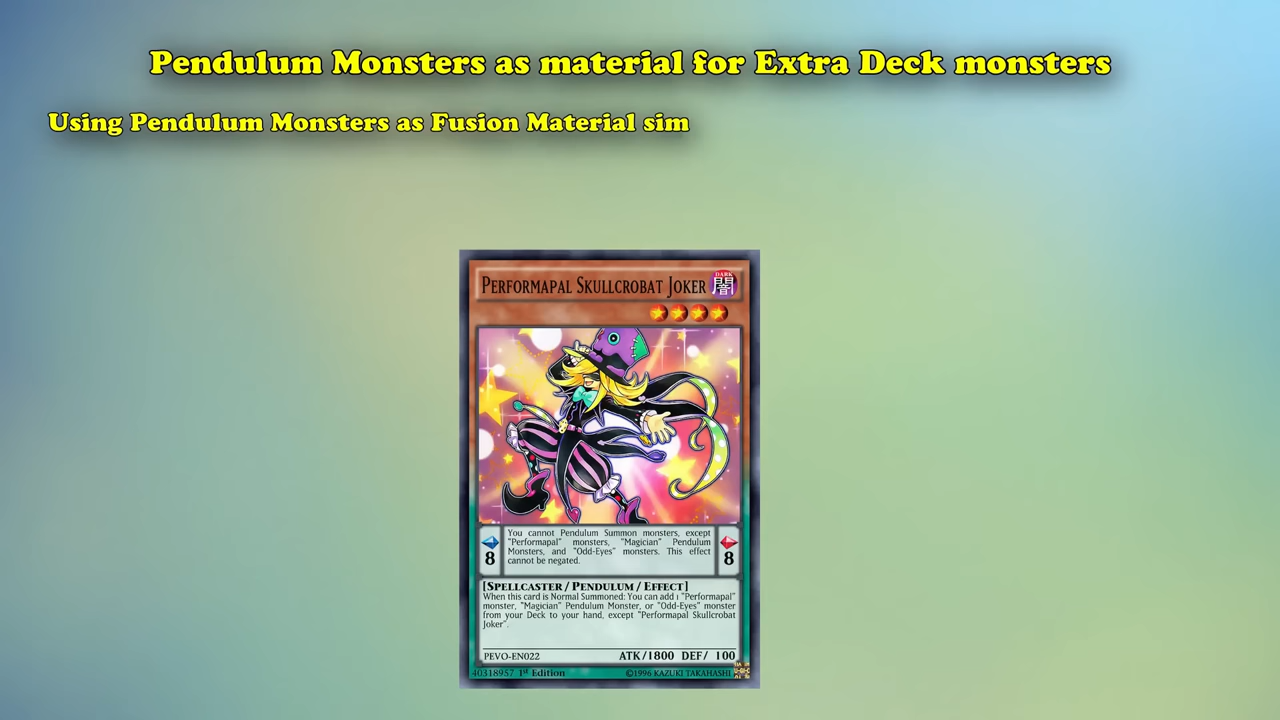 Pendulum Monsters as material for Extra Deck monsters
Using Pendulum Monsters as Fusion Material sim
Performapal Skullcrobat Joker
DARK
闇
You cannot Pendulum Summon monsters, except
"Performapal" monsters, "Magician" Pendulum
Monsters, and "Odd-Eyes" monsters. This effect
cannot be negated.
8
8
[Spellcaster / Pendulum / Effect]
When this card is Normal Summoned: You can add 1 "Performapal"
monster, "Magician" Pendulum Monster, or "Odd-Eyes" monster
from your Deck to your hand, except "Performapal Skullcrobat
Joker".
PEVO-EN022 ATK/1800 DEF/ 100
40318957 1st Edition ©1996 KAZUKI TAKAHASHI